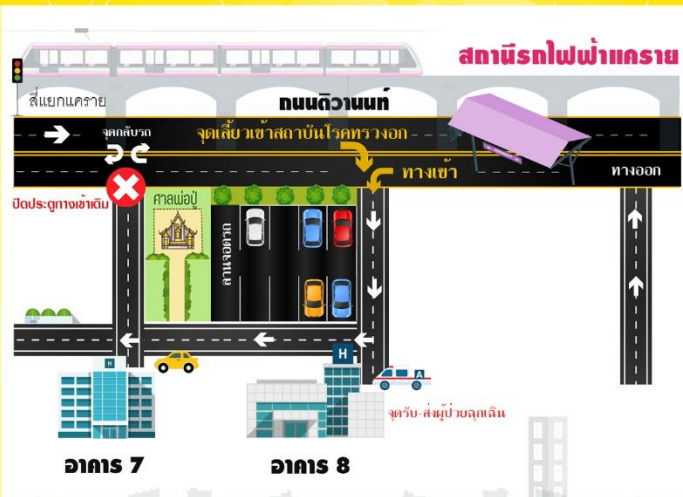 สถานีรถไฟฟ้าแคราย
สี่แยกแคราย
ถนนติวานนท์
จุดกลับรถ
จุดเลี้ยวเข้าสถาบันโรคทรวงอก
ทางเข้า
ทางออก
ปิดประตูทางเข้าเดิม
ศาลพ่อปู่
ลานจอดรถ
H
H
A
จุดรับ-ส่งผู้ป่วยฉุกเฉิน
อาคาร 7
อาคาร 8